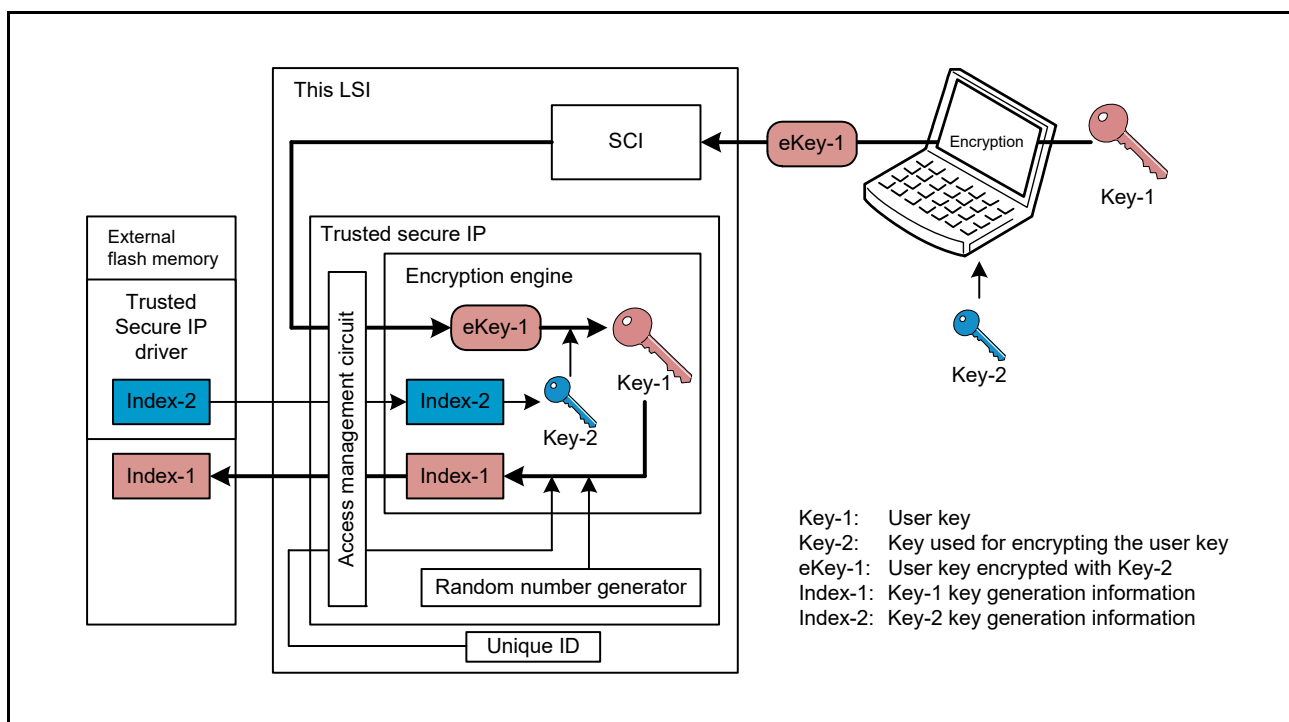 This LSI
SCI
eKey-1
Encryption
Key-1
External
flash memory
Trusted
Secure IP
driver
Index-2
Index-1
Trusted secure IP
Access management circuit
Encryption engine
eKey-1
Key-1
Index-2
Key-2
Index-1
Random number generator
Unique ID
Key-2
Key-1: User key
Key-2: Key used for encrypting the user key
eKey-1: User key encrypted with Key-2
Index-1: Key-1 key generation information
Index-2: Key-2 key generation information